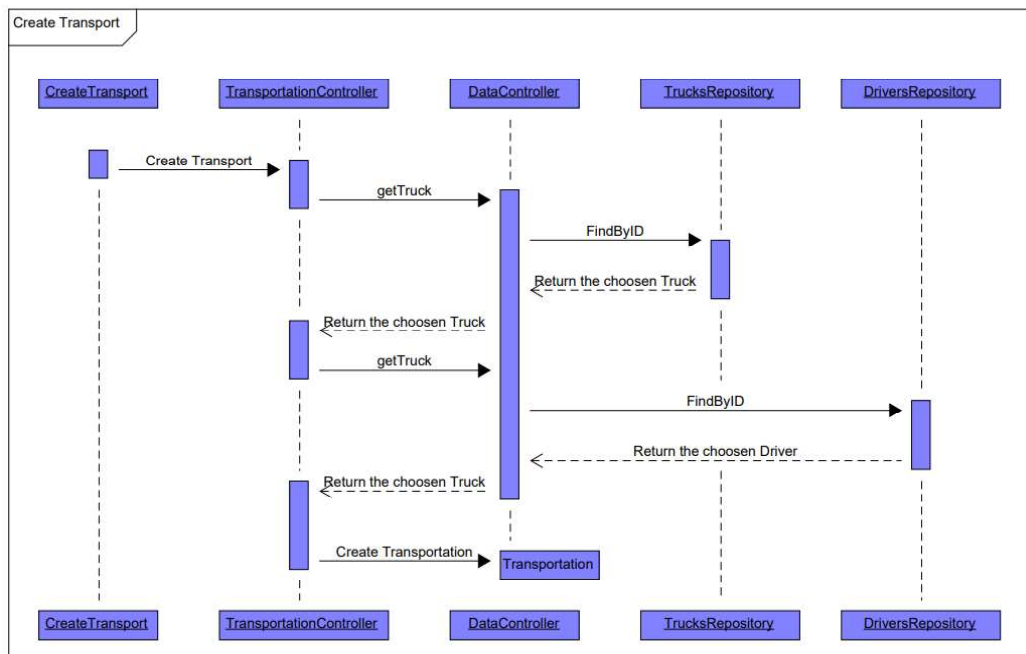 Create Transport
CreateTransport
TransportationController
DataController
TrucksRepository
DriversRepository
Create Transport
getTruck
FindByID
Return the choosen Truck
Return the choosen Truck
getTruck
FindByID
Return the choosen Driver
Return the choosen Truck
Create Transportation
Transportation
CreateTransport
TransportationController
DataController
TrucksRepository
DriversRepository